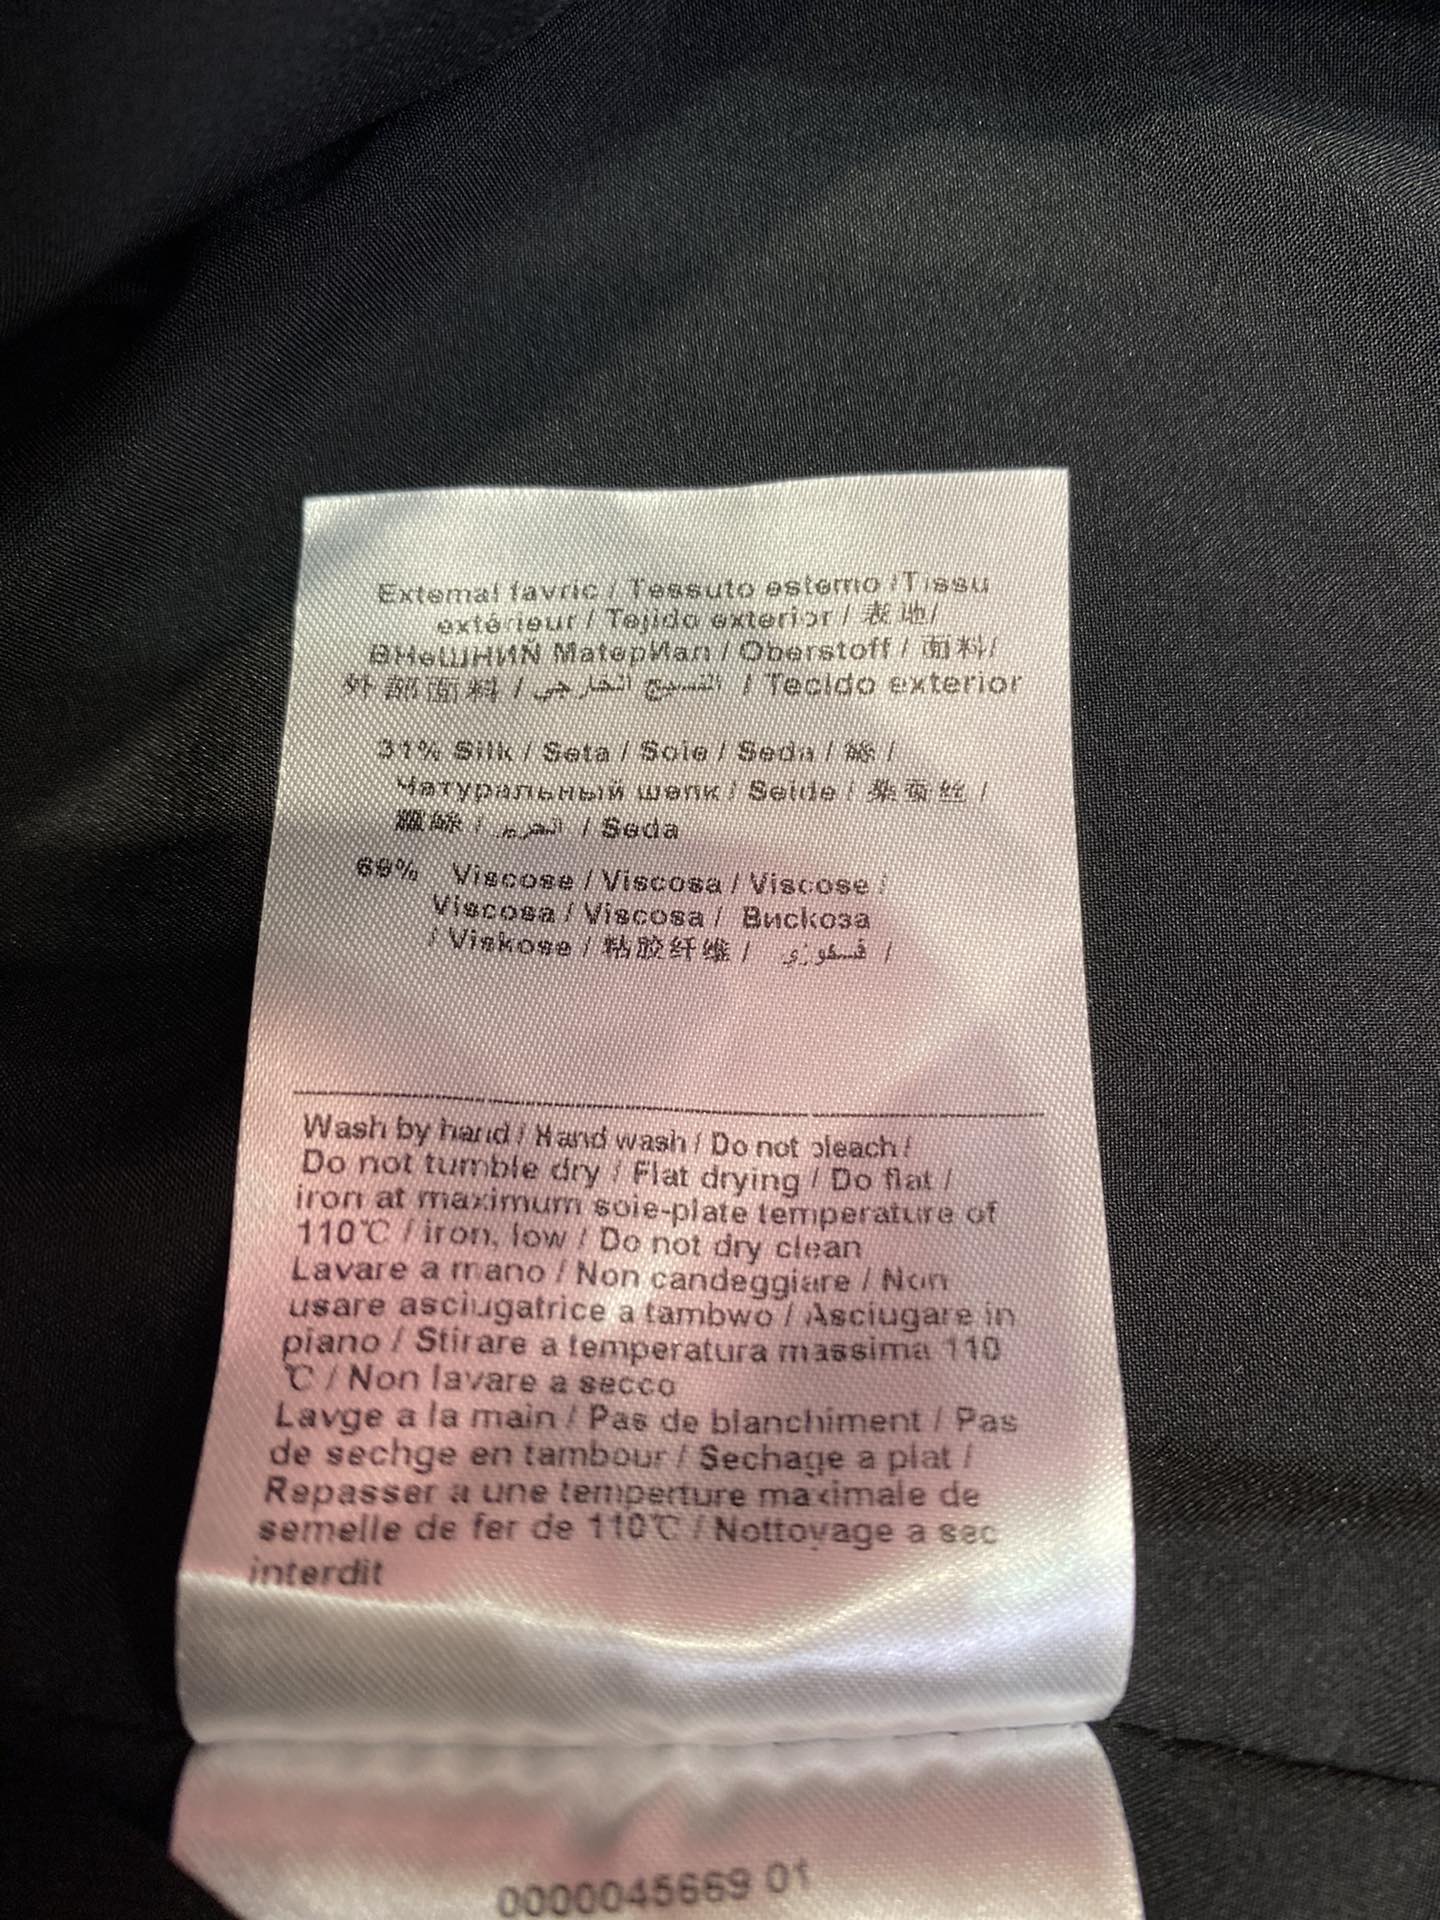 External favric / Tessuto esterno / Tissu
extérieur / Tejido exterior / 表地/
ВНеШНИЙ МатерИал / Oberstoff / 面料/
外部面料 / النسيج الخارجي / Tecido exterior
31% Silk / Seta / Soie / Seda / 絲 /
Чатуральный шепк / Seide / 桑蚕丝 /
/ الحرير / Seda
69% Viscose / Viscosa / Viscose /
Viscosa / Viscosa / Вискоза
/ Viskose / 粘胶纤维 / فسكوزي /
Wash by hand / Hand wash / Do not bleach /
Do not tumble dry / Flat drying / Do flat /
iron at maximum soie-plate temperature of
110℃ / iron, low / Do not dry clean
Lavare a mano / Non candeggiare / Non
usare asciugatrice a tambwo / Asciugare in
piano / Stirare a temperatura massima 110
℃ / Non lavare a secco
Lavge a la main / Pas de blanchiment / Pas
de sechge en tambour / Sechage a plat /
Repasser a une temperture maximale de
semelle de fer de 110℃ / Nottoyage a sec
interdit
0000045669 01